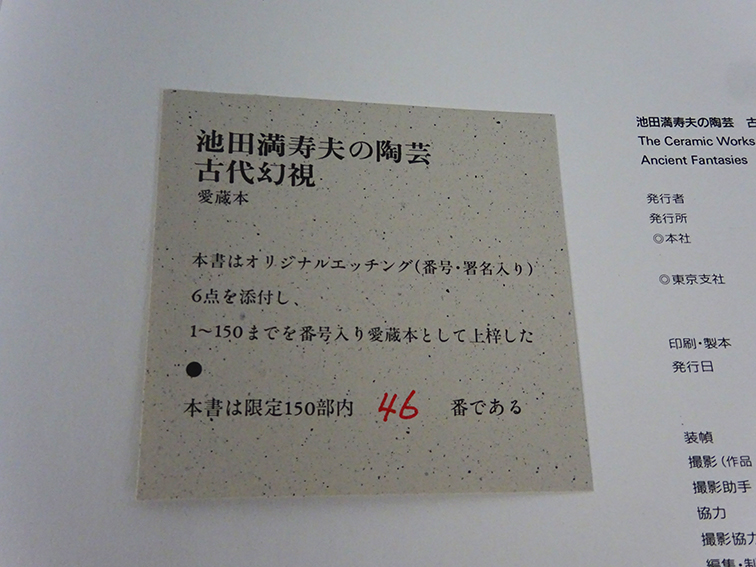 池田満寿夫の陶芸
古代幻視
愛蔵本
本書はオリジナルエッチング(番号・署名入り)
6点を添付し、
1〜150までを番号入り愛蔵本として上梓した
●
本書は限定150部内 46 番である
池田満寿夫の陶芸 古
The Ceramic Works
Ancient Fantasies
発行者
発行所
◎本社
◎東京支社
印刷・製本
発行日
装幀
撮影(作品
撮影助手
協力
撮影協力
編集・製